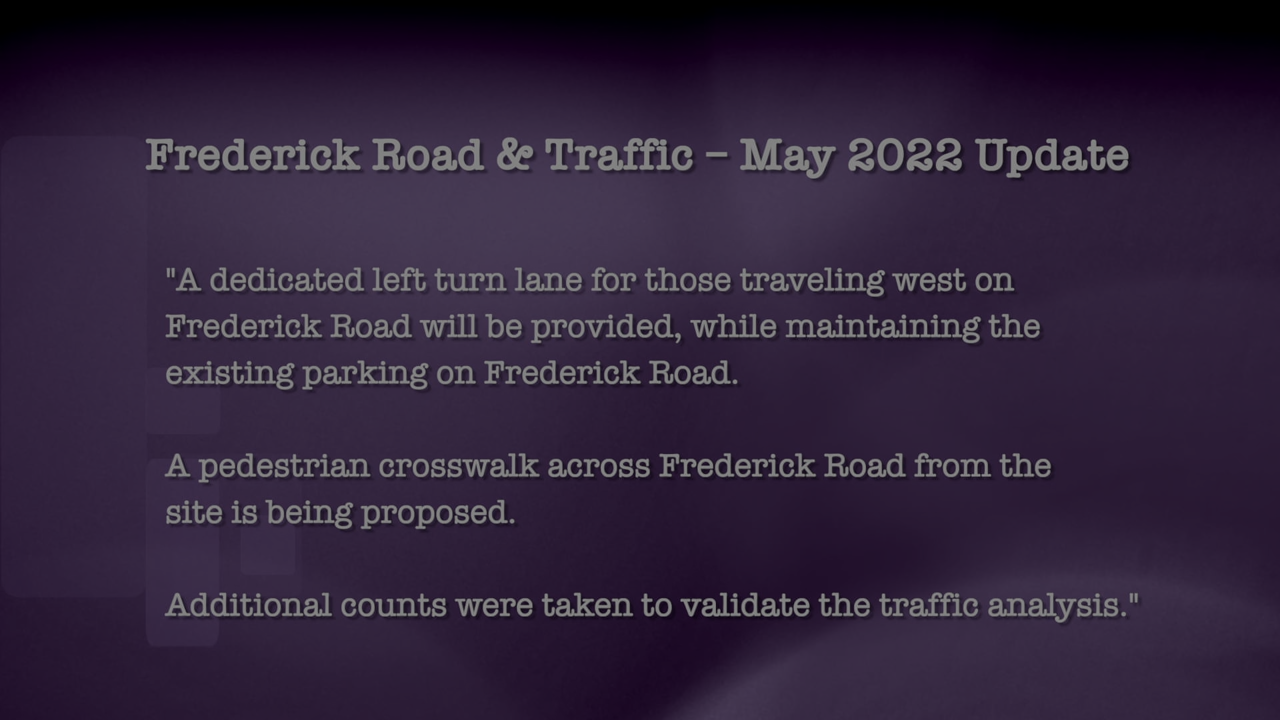 Frederick Road & Traffic – May 2022 Update
"A dedicated left turn lane for those traveling west on
Frederick Road will be provided, while maintaining the
existing parking on Frederick Road.
A pedestrian crosswalk across Frederick Road from the
site is being proposed.
Additional counts were taken to validate the traffic analysis."